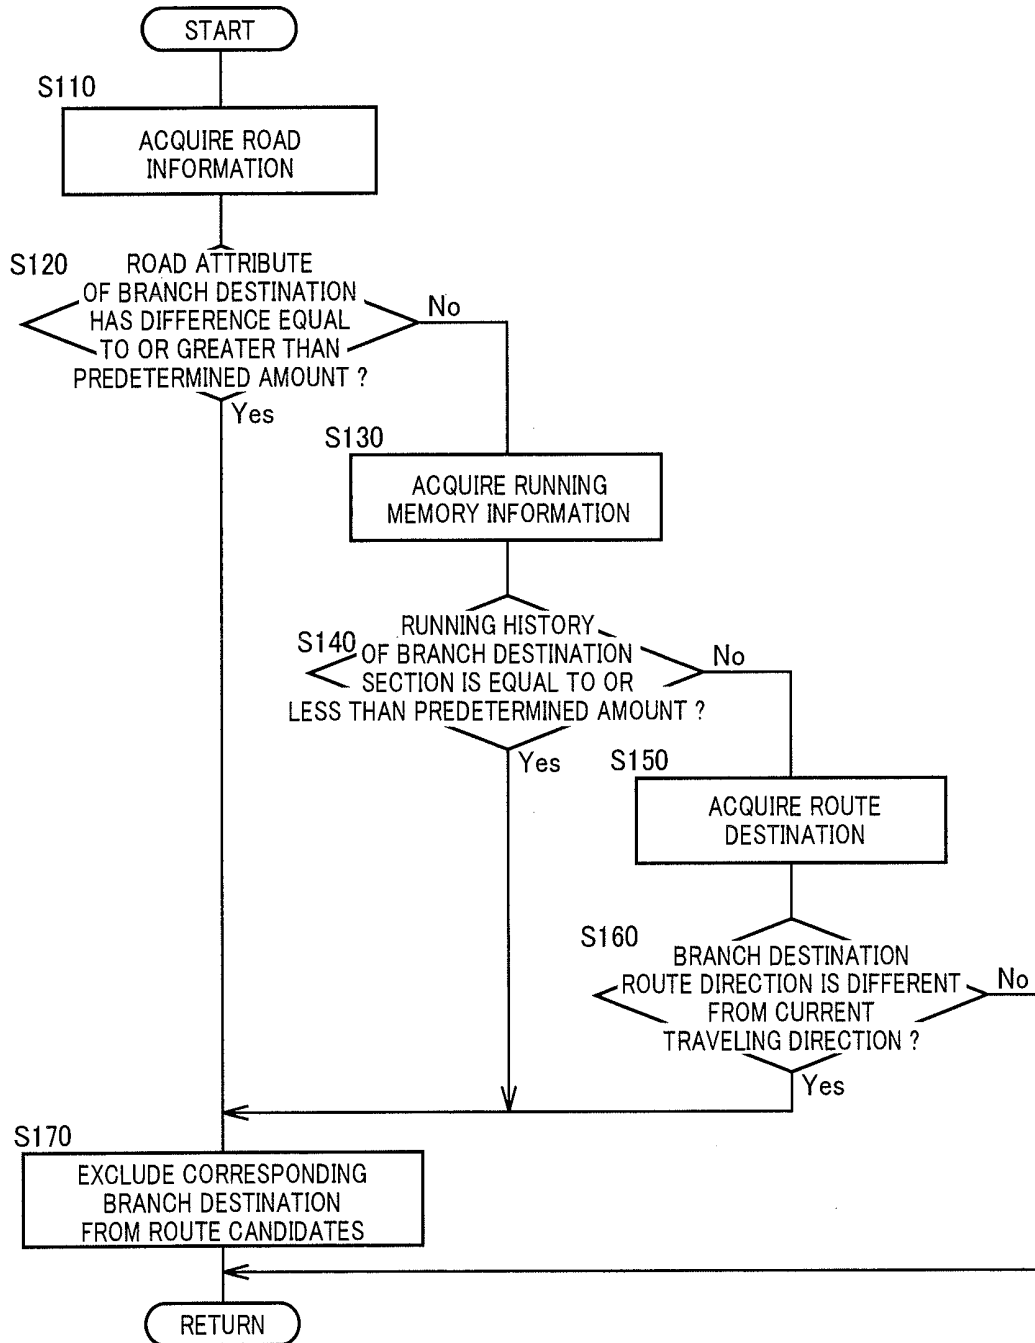 START
S110
ACQUIRE ROAD
INFORMATION
S120
ROAD ATTRIBUTE
OF BRANCH DESTINATION
HAS DIFFERENCE EQUAL
TO OR GREATER THAN
PREDETERMINED AMOUNT ?
No
Yes
S130
ACQUIRE RUNNING
MEMORY INFORMATION
S140
RUNNING HISTORY
OF BRANCH DESTINATION
SECTION IS EQUAL TO OR
LESS THAN PREDETERMINED AMOUNT ?
No
Yes
S150
ACQUIRE ROUTE
DESTINATION
S160
BRANCH DESTINATION
ROUTE DIRECTION IS DIFFERENT
FROM CURRENT
TRAVELING DIRECTION ?
No
Yes
S170
EXCLUDE CORRESPONDING
BRANCH DESTINATION
FROM ROUTE CANDIDATES
RETURN